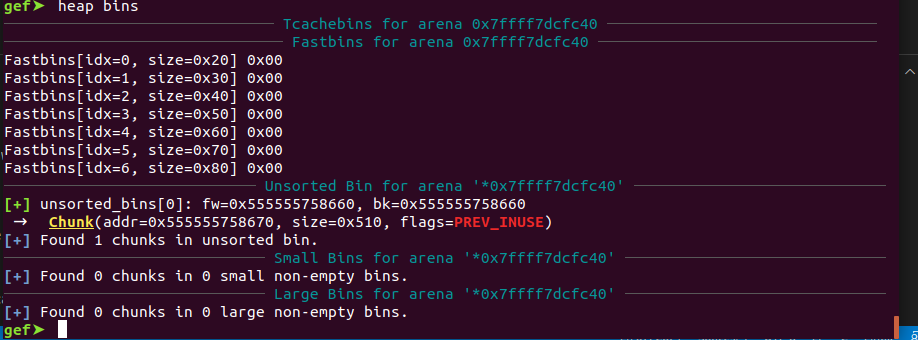 gef➤ heap bins
Tcachebins for arena 0x7ffff7dcfc40
Fastbins for arena 0x7ffff7dcfc40
Fastbins[idx=0, size=0x20] 0x00
Fastbins[idx=1, size=0x30] 0x00
Fastbins[idx=2, size=0x40] 0x00
Fastbins[idx=3, size=0x50] 0x00
Fastbins[idx=4, size=0x60] 0x00
Fastbins[idx=5, size=0x70] 0x00
Fastbins[idx=6, size=0x80] 0x00
Unsorted Bin for arena '*0x7ffff7dcfc40'
[+] unsorted_bins[0]: fw=0x555555758660, bk=0x555555758660
→ Chunk(addr=0x555555758670, size=0x510, flags=PREV_INUSE)
[+] Found 1 chunks in unsorted bin.
Small Bins for arena '*0x7ffff7dcfc40'
[+] Found 0 chunks in 0 small non-empty bins.
Large Bins for arena '*0x7ffff7dcfc40'
[+] Found 0 chunks in 0 large non-empty bins.
gef➤